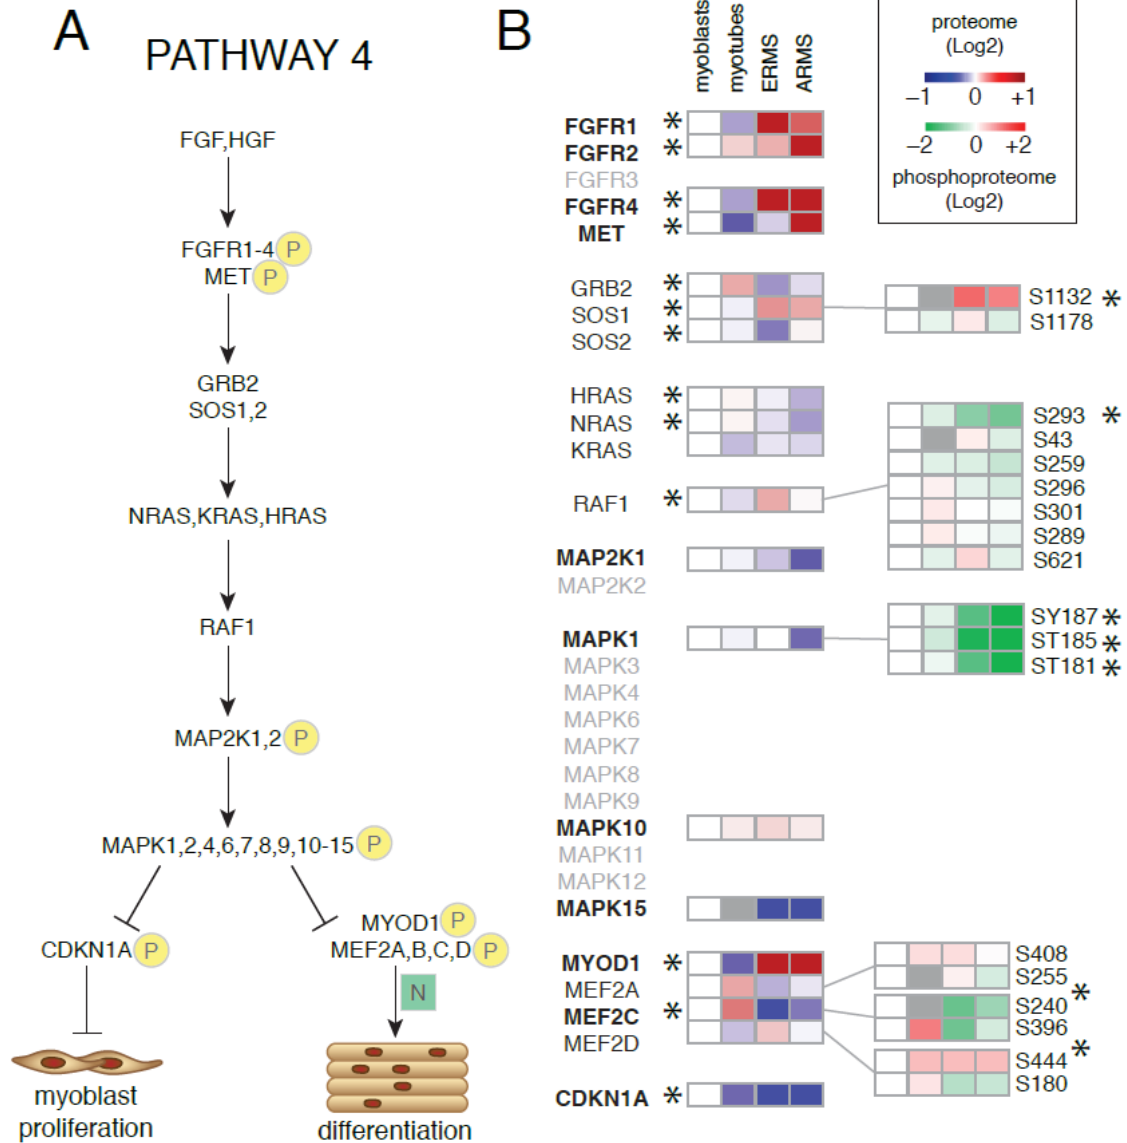 A
PATHWAY 4
FGF,HGF
FGFR1-4 P
MET P
GRB2
SOS1,2
NRAS,KRAS,HRAS
RAF1
MAP2K1,2 P
MAPK1,2,4,6,7,8,9,10-15 P
CDKN1A P
MYOD1 P
MEF2A,B,C,D P
N
myoblast
proliferation
differentiation
B
myoblasts
myotubes
ERMS
ARMS
proteome
(Log2)
−1 0 +1
−2 0 +2
phosphoproteome
(Log2)
FGFR1 *
FGFR2 *
FGFR3
FGFR4 *
MET *
GRB2 *
SOS1 *
SOS2 *
S1132 *
S1178
HRAS *
NRAS *
KRAS
RAF1 *
S293 *
S43
S259
S296
S301
S289
S621
MAP2K1
MAP2K2
MAPK1
SY187 *
ST185 *
ST181 *
MAPK3
MAPK4
MAPK6
MAPK7
MAPK8
MAPK9
MAPK10
MAPK11
MAPK12
MAPK15
MYOD1 *
MEF2A
MEF2C *
MEF2D
S408
S255
*
S240
S396
*
S444
S180
CDKN1A *